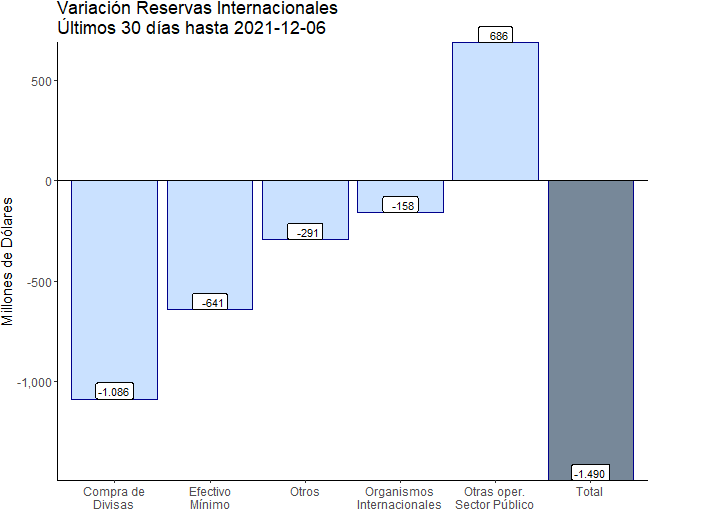 Variación Reservas Internacionales
Últimos 30 días hasta 2021-12-06
Millones de Dólares
500
0
-500
-1,000
-1.086
-641
-291
-158
686
-1.490
Compra de
Divisas
Efectivo
Mínimo
Otros
Organismos
Internacionales
Otras oper.
Sector Público
Total